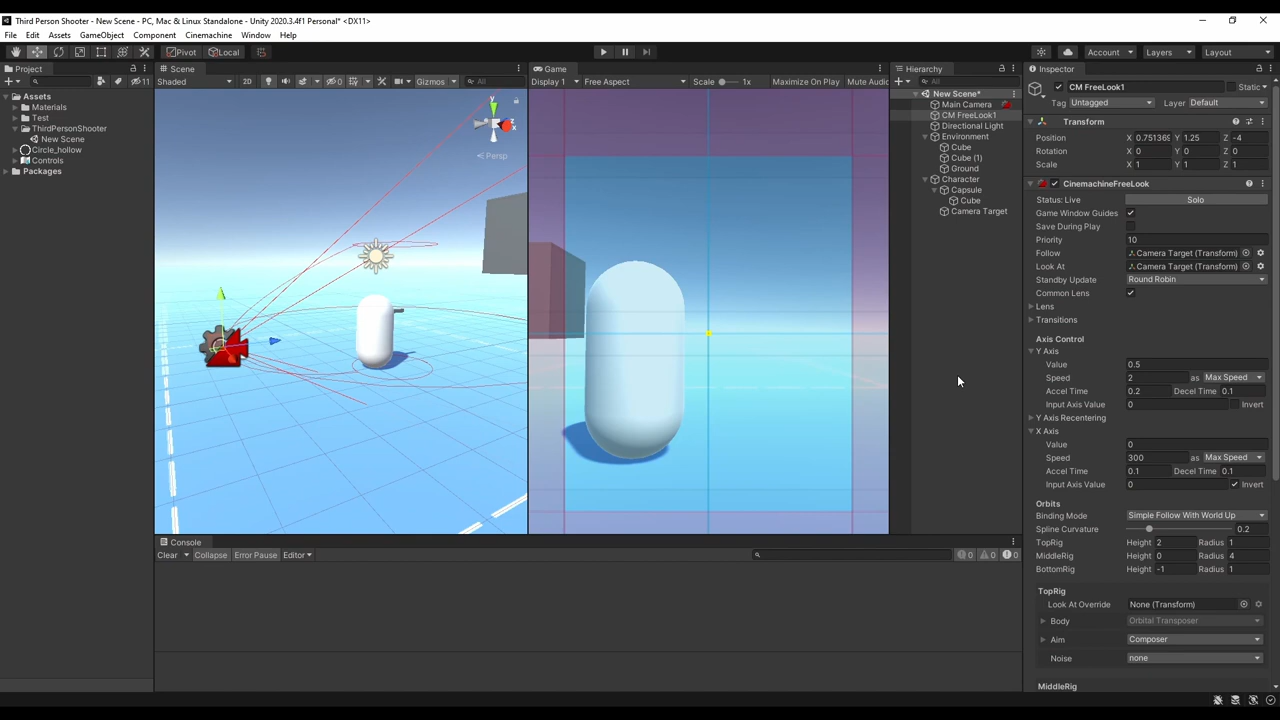 Third Person Shooter - New Scene - PC, Mac & Linux Standalone - Unity 2020.3.4f1 Personal* <DX11>
File Edit Assets GameObject Component Cinemachine Window Help
Pivot Local Account Layers Layout
Project
11
Assets
Materials
Test
ThirdPersonShooter
New Scene
Circle_hollow
Controls
Packages
Scene
Shaded 2D 0 Gizmos All
y
x
z
Persp
Game
Display 1 Free Aspect Scale 1x Maximize On Play Mute Audio
Hierarchy
All
New Scene*
Main Camera
CM FreeLook1
Directional Light
Environment
Cube
Cube (1)
Ground
Character
Capsule
Cube
Camera Target
Console
Clear Collapse Error Pause Editor 0 0 0
Inspector
CM FreeLook1 Static
Tag Untagged Layer Default
Transform
Position X 0.751369 Y 1.25 Z -4
Rotation X 0 Y 0 Z 0
Scale X 1 Y 1 Z 1
CinemachineFreeLook
Status: Live Solo
Game Window Guides
Save During Play
Priority 10
Follow Camera Target (Transform)
Look At Camera Target (Transform)
Standby Update Round Robin
Common Lens
Lens
Transitions
Axis Control
Y Axis
Value 0.5
Speed 2 as Max Speed
Accel Time 0.2 Decel Time 0.1
Input Axis Value 0 Invert
Y Axis Recentering
X Axis
Value 0
Speed 300 as Max Speed
Accel Time 0.1 Decel Time 0.1
Input Axis Value 0 Invert
Orbits
Binding Mode Simple Follow With World Up
Spline Curvature 0.2
TopRig Height 2 Radius 1
MiddleRig Height 0 Radius 4
BottomRig Height -1 Radius 1
TopRig
Look At Override None (Transform)
Body Orbital Transposer
Aim Composer
Noise none
MiddleRig